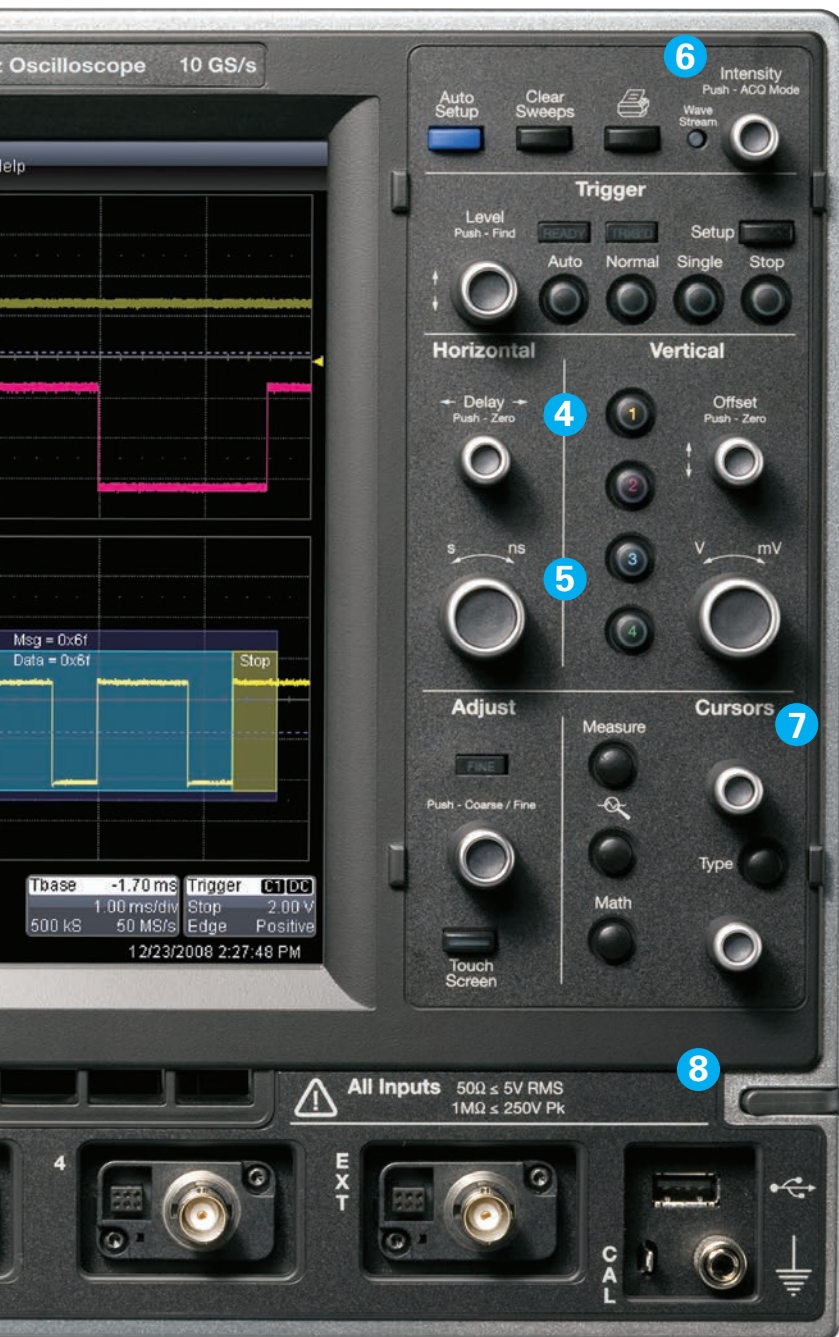 : Oscilloscope 10 GS/s
6
Intensity
Push - ACQ Mode
Auto
Setup
Clear
Sweeps
Wave
Stream
Help
Trigger
Level
Push - Find
READY
TRIG'D
Setup
Auto
Normal
Single
Stop
Horizontal
Vertical
← Delay →
Push - Zero
4
1
Offset
Push - Zero
2
s
ns
5
3
V
mV
4
Msg = 0x6f
Data = 0x6f
Stop
Adjust
Measure
Cursors
7
FINE
Push - Coarse / Fine
Type
Math
Touch
Screen
Tbase -1.70 ms
1.00 ms/div
500 kS 50 MS/s
Trigger C1 DC
Stop 2.00 V
Edge Positive
12/23/2008 2:27:48 PM
8
All Inputs
50Ω ≤ 5V RMS
1MΩ ≤ 250V Pk
4
EXT
CAL